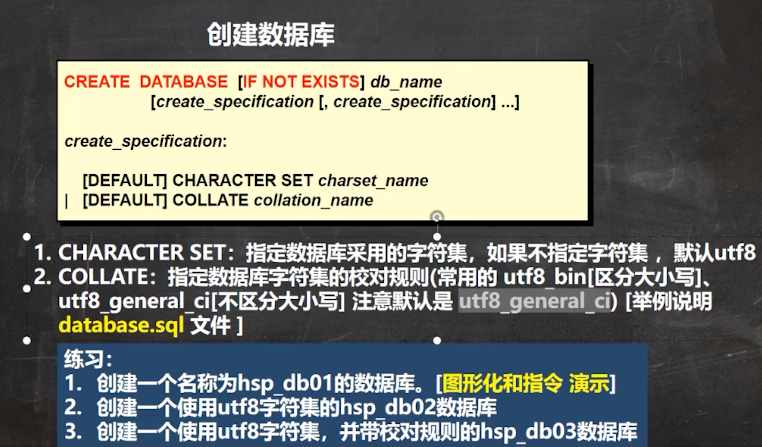 创建数据库
CREATE DATABASE [IF NOT EXISTS] db_name
[create_specification [, create_specification] ...]
create_specification:
[DEFAULT] CHARACTER SET charset_name
| [DEFAULT] COLLATE collation_name
1. CHARACTER SET：指定数据库采用的字符集，如果不指定字符集，默认utf8
2. COLLATE：指定数据库字符集的校对规则(常用的 utf8_bin[区分大小写]、
utf8_general_ci[不区分大小写] 注意默认是 utf8_general_ci) [举例说明
database.sql 文件 ]
练习：
1. 创建一个名称为hsp_db01的数据库。[图形化和指令 演示]
2. 创建一个使用utf8字符集的hsp_db02数据库
3. 创建一个使用utf8字符集，并带校对规则的hsp_db03数据库